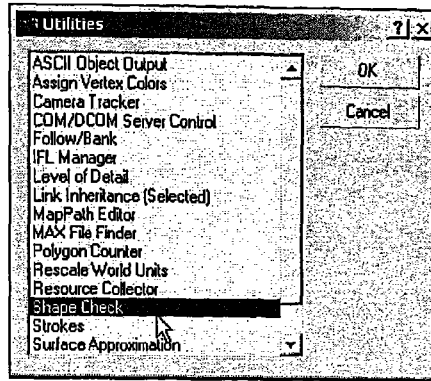 Utilities
ASCII Object Output
Assign Vertex Colors
Camera Tracker
COM/DCOM Server Control
Follow/Bank
IFL Manager
Level of Detail
Link Inheritance (Selected)
MapPath Editor
MAX File Finder
Polygon Counter
Rescale World Units
Resource Collector
Shape Check
Strokes
Surface Approximation
OK
Cancel